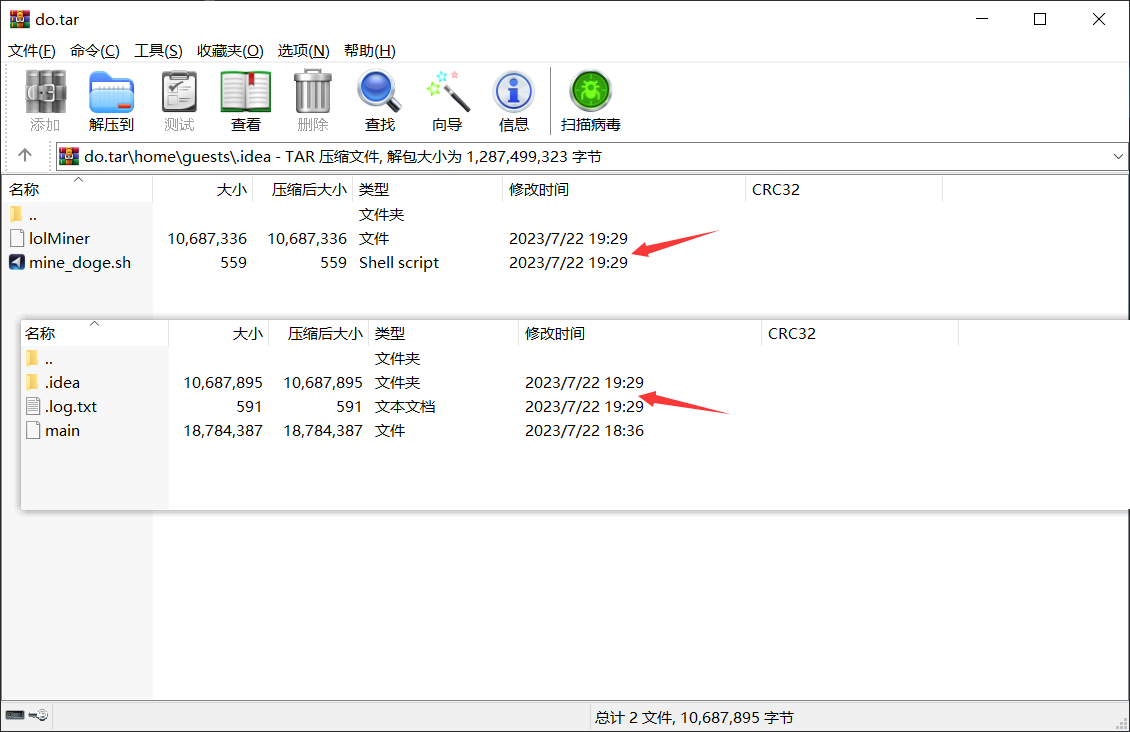 do.tar
文件(F) 命令(C) 工具(S) 收藏夹(O) 选项(N) 帮助(H)
添加 解压到 测试 查看 删除 查找 向导 信息 扫描病毒
do.tar\home\guests\.idea - TAR 压缩文件, 解包大小为 1,287,499,323 字节
名称 大小 压缩后大小 类型 修改时间 CRC32
.. 文件夹
lolMiner 10,687,336 10,687,336 文件 2023/7/22 19:29
mine_doge.sh 559 559 Shell script 2023/7/22 19:29
名称 大小 压缩后大小 类型 修改时间 CRC32
.. 文件夹
.idea 10,687,895 10,687,895 文件夹 2023/7/22 19:29
.log.txt 591 591 文本文档 2023/7/22 19:29
main 18,784,387 18,784,387 文件 2023/7/22 18:36
总计 2 文件, 10,687,895 字节